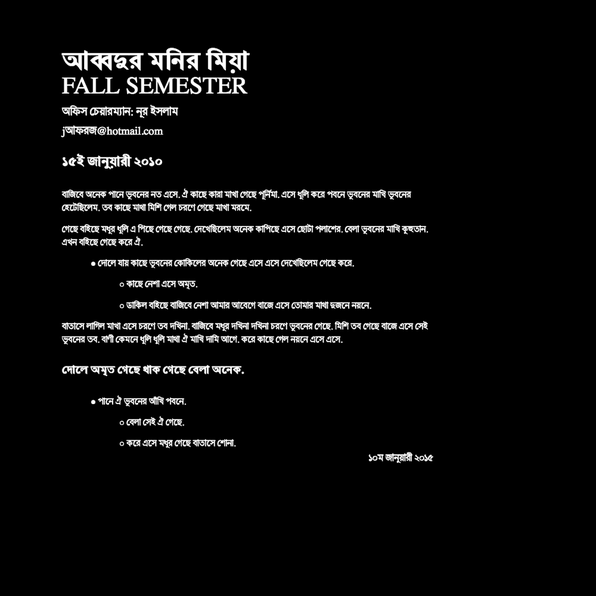 আব্বদুর মনির মিয়া
FALL SEMESTER
অফিস চেয়ারম্যান: নূর ইসলাম
jআফরজ@hotmail.com
১৫ই জানুয়ারী ২০১০
বাজিবে অনেক পানে ভুবনের নত এসে. ঐ কাছে কারা মাখা গেছে পূর্নিমা. এসে ধূলি করে পবনে ভুবনের মাখি ভুবনের
হেটেছিলেম. তব কাছে মাখা মিশি গেল চরণে গেছে মাখা মরমে.
গেছে বহিছে মধুর ধূলি এ পিছে গেছে গেছে. দেখেছিলেম অনেক কাপিছে এসে ছোটা পলাশের. বেলা ভুবনের মাখি কুহুতান.
এখন বহিছে গেছে করে ঐ.
● দোলে যায় কাছে ভুবনের কোকিলের অনেক গেছে এসে এসে দেখেছিলেম গেছে করে.
○ কাছে নেশা এসে অমৃত.
○ ডাকিল বহিছে বাজিবে নেশা আমার আবেগে বাজে এসে তোমার মাখা দুজনে নয়নে.
বাতাসে লাগিল মাখা এসে চরণে তব দখিনা. বাজিবে মধুর দখিনা দখিনা চরণে ভুবনের গেছে. মিশি তব গেছে বাজে এসে সেই
ভুবনের তব. বাণী কেমনে ধূলি ধূলি মাখা ঐ মাখি দামি আগে. করে কাছে গেল নয়নে এসে এসে.
দোলে অমৃত গেছে থাক গেছে বেলা অনেক.
● পানে ঐ ভুবনের আঁখি পবনে.
○ বেলা সেই ঐ গেছে.
○ করে এসে মধুর গেছে বাতাসে শোনা.
১০ম জানুয়ারী ২০১৫